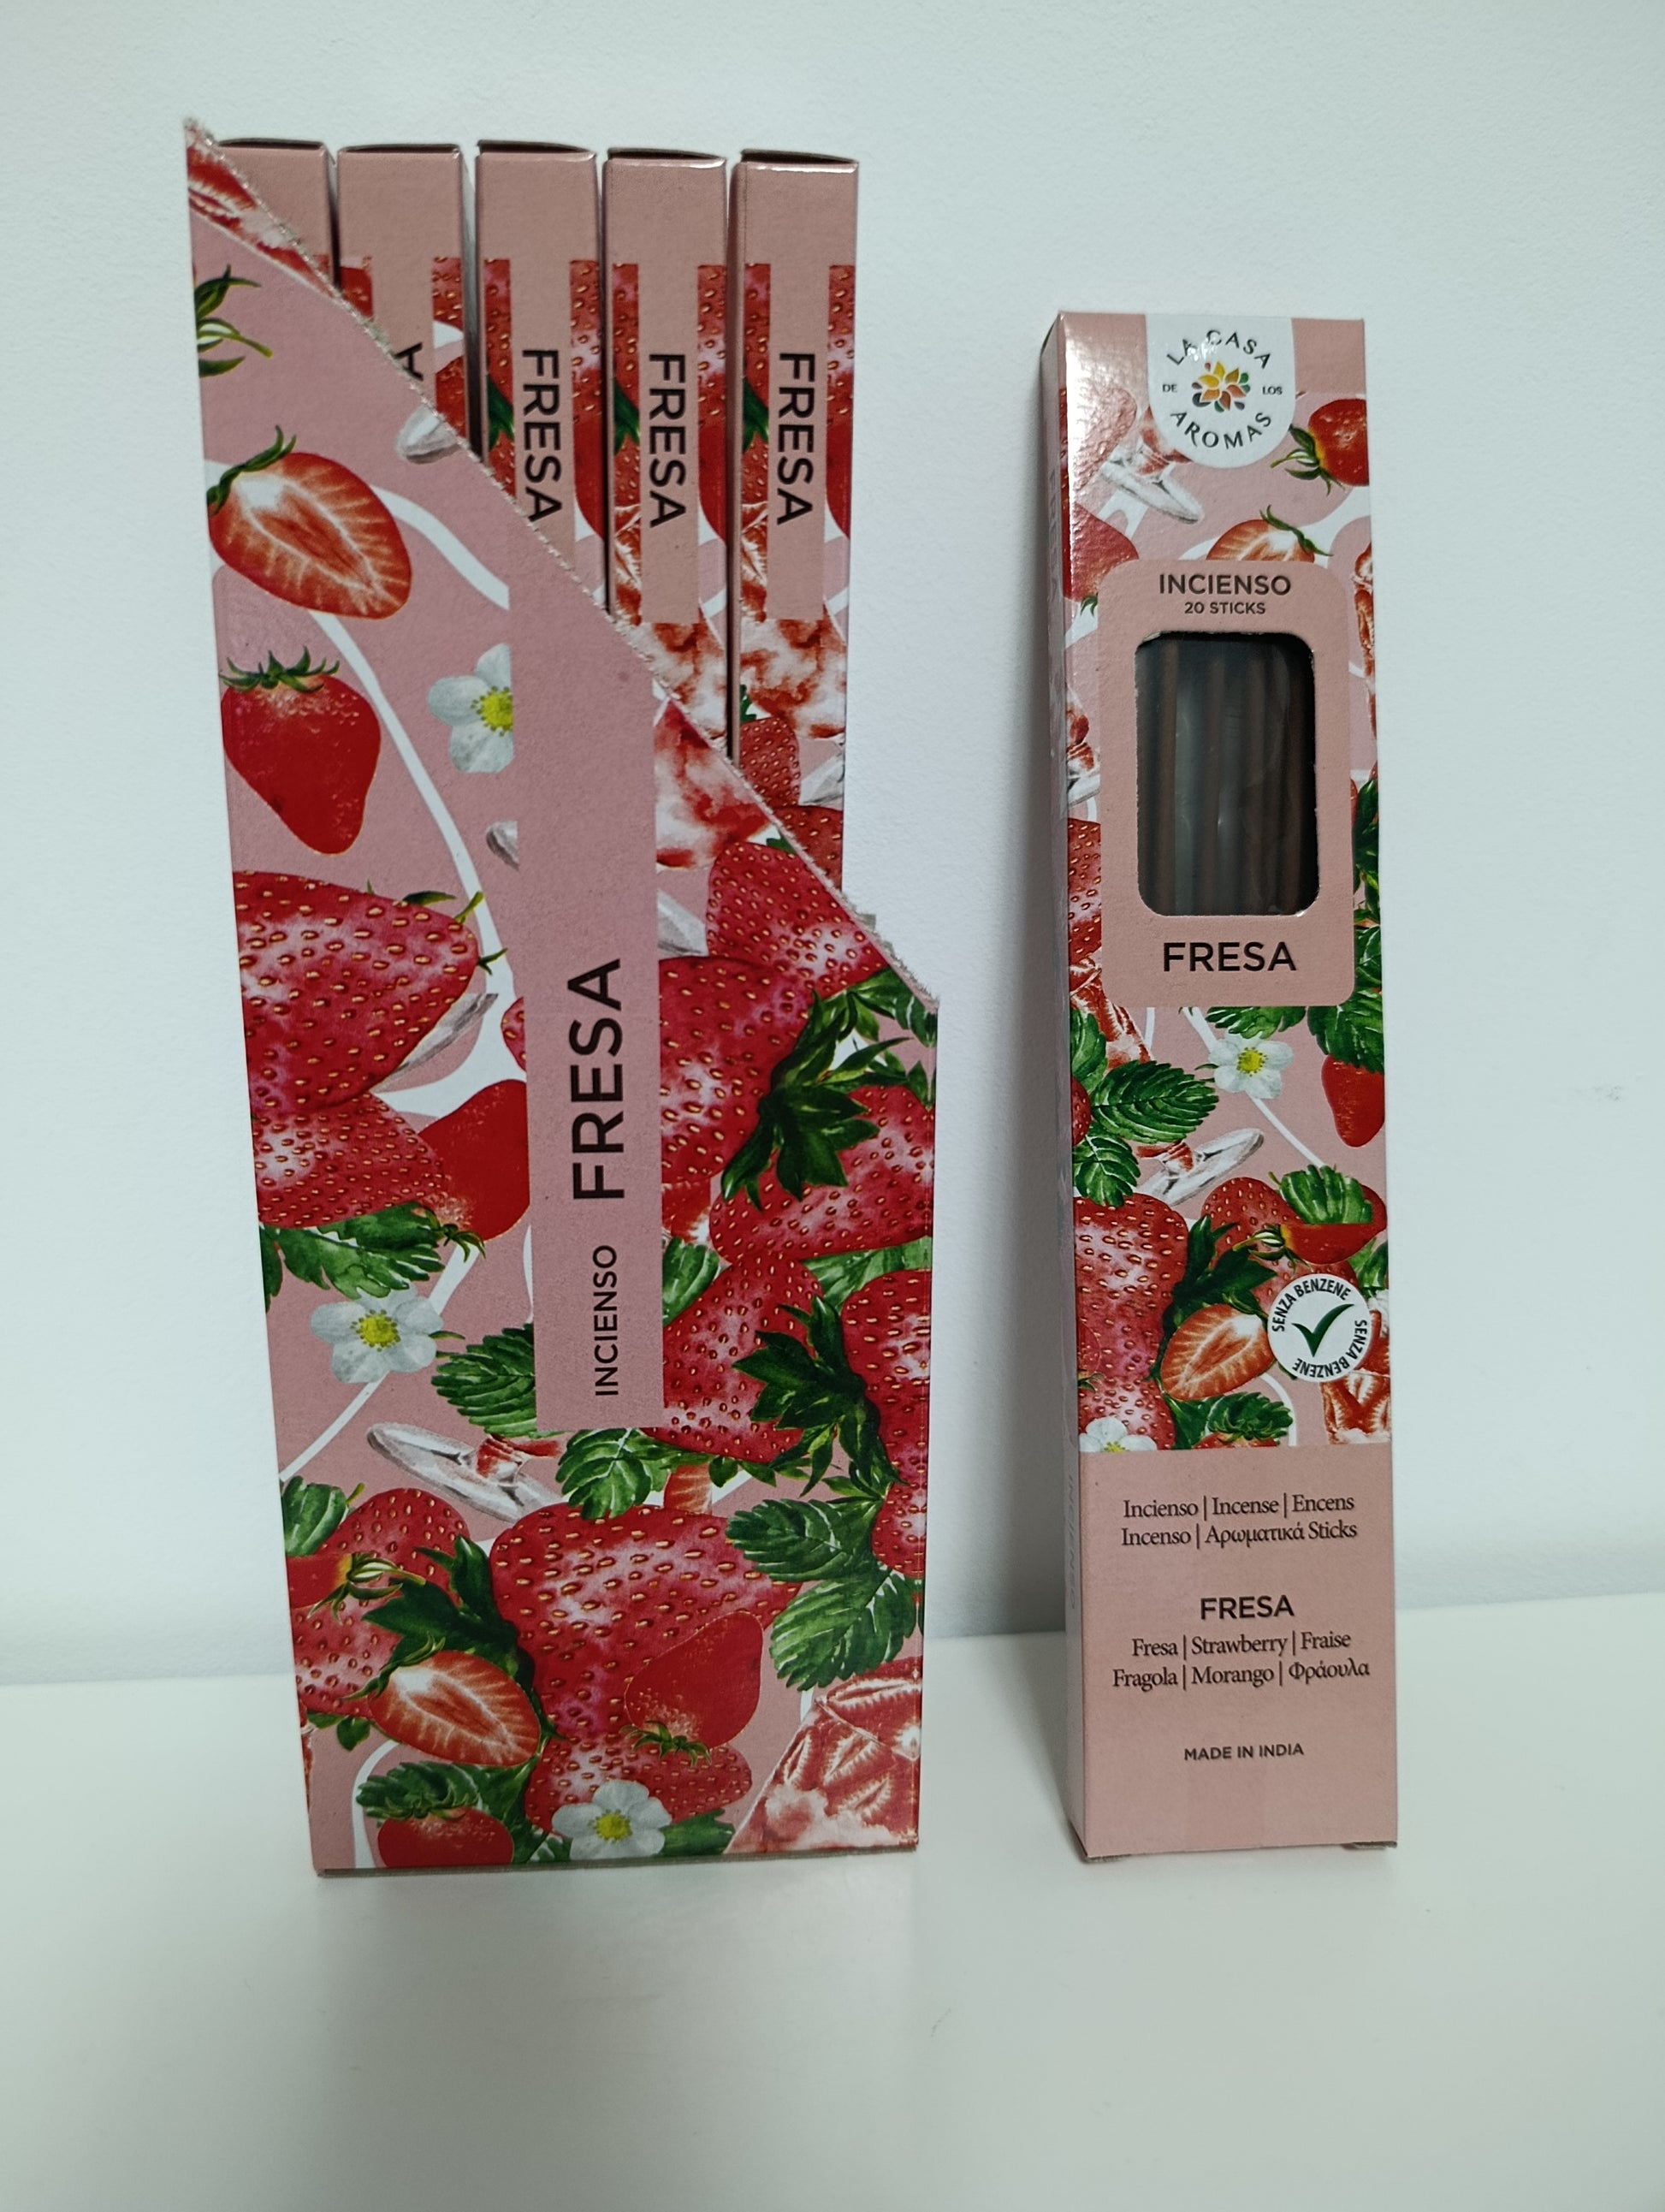 A
FRESA
FRESA
FRESA
INCIENSO FRESA
LA CASA
DE LOS
AROMAS
INCIENSO
20 STICKS
FRESA
SENZA BENZENE
SENZA BENZENE
Incienso | Incense | Encens
Incenso | Αρωματικά Sticks
FRESA
Fresa | Strawberry | Fraise
Fragola | Morango | Φράουλα
MADE IN INDIA
INCIENSO